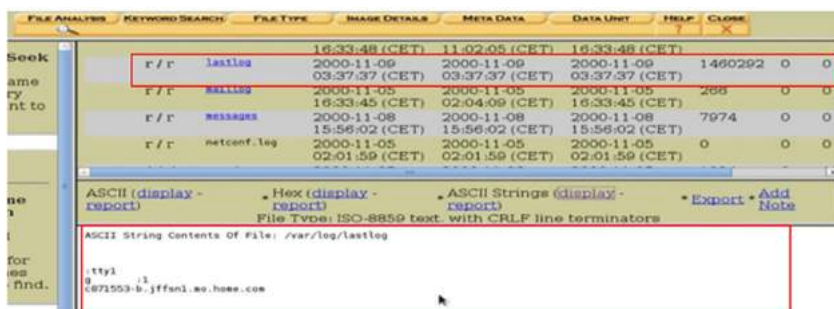 FILE ANALYSIS KEYWORD SEARCH FILE TYPE IMAGE DETAILS META DATA DATA UNIT HELP CLOSE
? X
Seek
ame
ry
nt to
16:33:48 (CET) 11:02:05 (CET) 16:33:48 (CET)
r / r lastlog 2000-11-09 03:37:37 (CET) 2000-11-09 03:37:37 (CET) 2000-11-09 03:37:37 (CET) 1460292 0 0
r / r maillog 2000-11-05 16:33:45 (CET) 2000-11-05 02:04:09 (CET) 2000-11-05 16:33:45 (CET) 266 0 0
r / r messages 2000-11-08 15:56:02 (CET) 2000-11-08 15:56:02 (CET) 2000-11-08 15:56:02 (CET) 7974 0 0
r / r netconf.log 2000-11-05 02:01:59 (CET) 2000-11-05 02:01:59 (CET) 2000-11-05 02:01:59 (CET) 0 0 0
ne
for
es
find.
ASCII (display - report) * Hex (display - report) * ASCII Strings (display - report) * Export * Add Note
File Type: ISO-8859 text, with CRLF line terminators
ASCII String Contents Of File: /var/log/lastlog
:tty1
g :1
c871553-b.jffsn1.mo.home.com